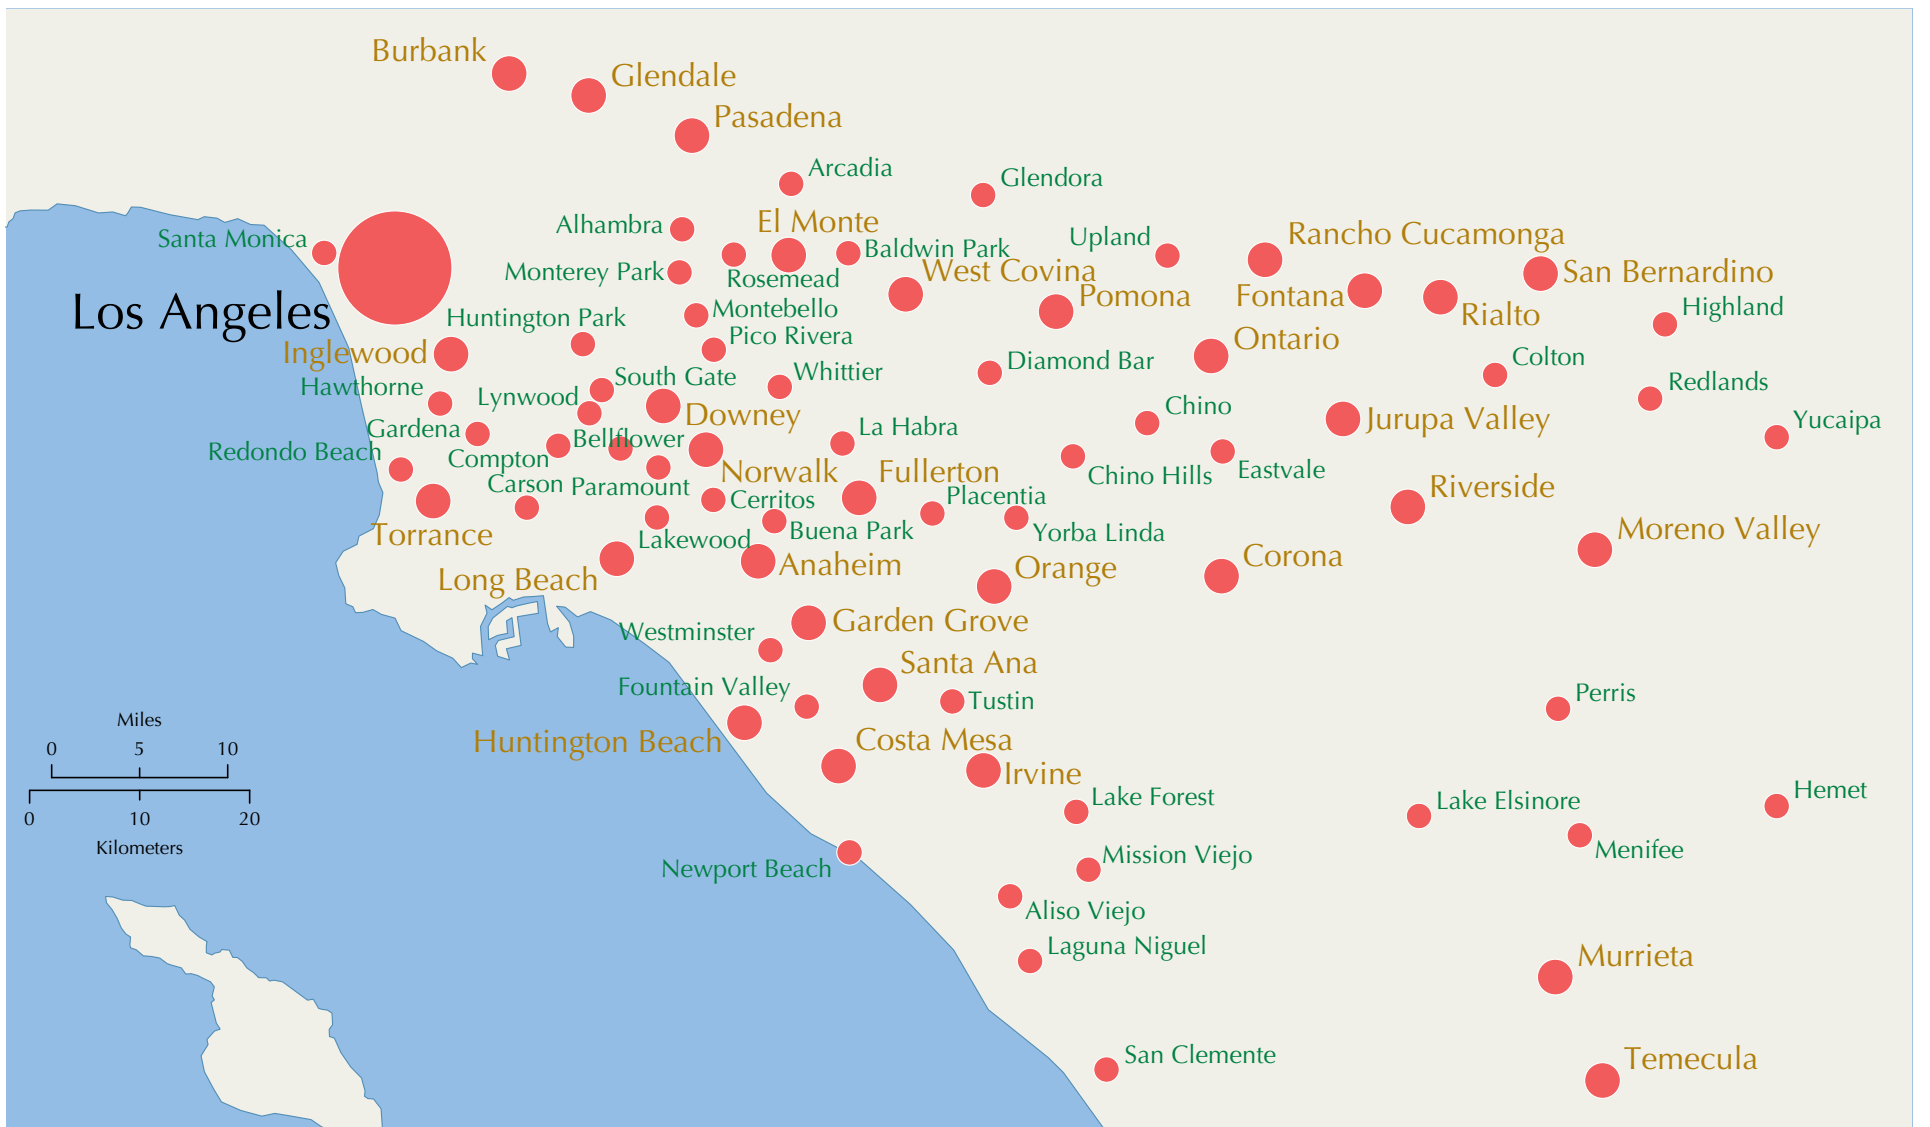 Burbank
Glendale
Pasadena
Arcadia
Glendora
Alhambra
El Monte
Santa Monica
Baldwin Park
Upland
Rancho Cucamonga
Monterey Park
Rosemead
West Covina
San Bernardino
Los Angeles
Huntington Park
Montebello
Pomona
Fontana
Rialto
Highland
Pico Rivera
Ontario
Inglewood
Whittier
Diamond Bar
Colton
Hawthorne
South Gate
Redlands
Lynwood
Downey
Chino
Jurupa Valley
Yucaipa
Gardena
Bellflower
La Habra
Redondo Beach
Compton
Norwalk
Fullerton
Chino Hills
Eastvale
Carson
Paramount
Cerritos
Placentia
Riverside
Torrance
Lakewood
Buena Park
Yorba Linda
Moreno Valley
Long Beach
Anaheim
Orange
Corona
Westminster
Garden Grove
Santa Ana
Fountain Valley
Tustin
Perris
Huntington Beach
Costa Mesa
Irvine
Miles
0 5 10
0 10 20
Kilometers
Lake Forest
Lake Elsinore
Hemet
Newport Beach
Mission Viejo
Menifee
Aliso Viejo
Laguna Niguel
Murrieta
San Clemente
Temecula